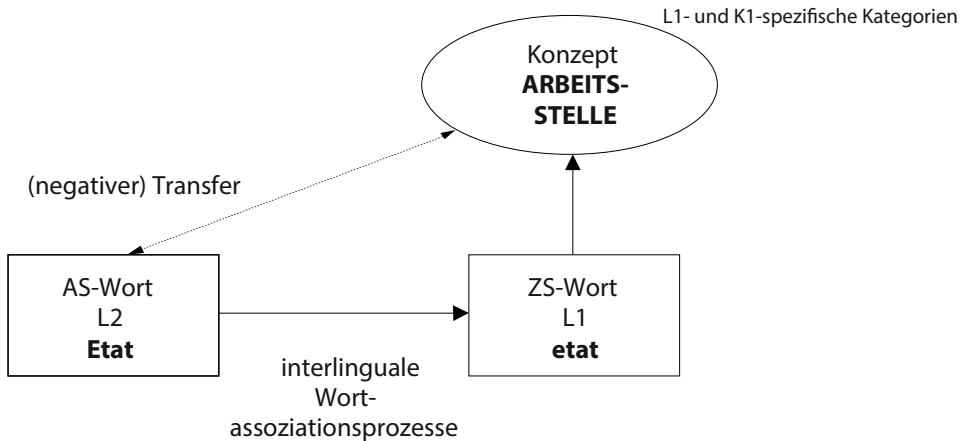 L1- und K1-spezifische Kategorien
Konzept
ARBEITS-
STELLE
(negativer) Transfer
AS-Wort
L2
Etat
ZS-Wort
L1
etat
interlinguale
Wort-
assoziationsprozesse